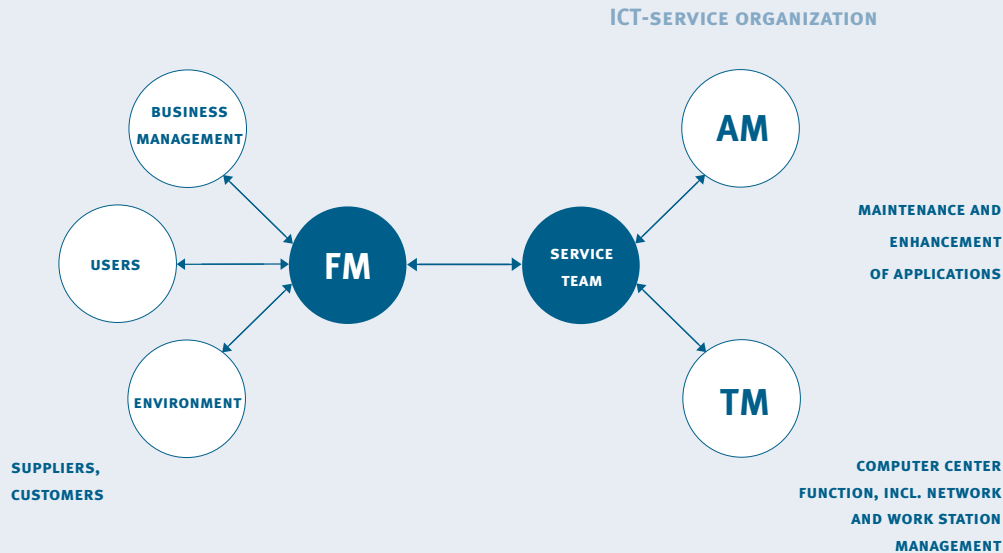 ICT-SERVICE ORGANIZATION
BUSINESS
MANAGEMENT
AM
USERS
FM
SERVICE
TEAM
MAINTENANCE AND
ENHANCEMENT
OF APPLICATIONS
ENVIRONMENT
TM
SUPPLIERS,
CUSTOMERS
COMPUTER CENTER
FUNCTION, INCL. NETWORK
AND WORK STATION
MANAGEMENT